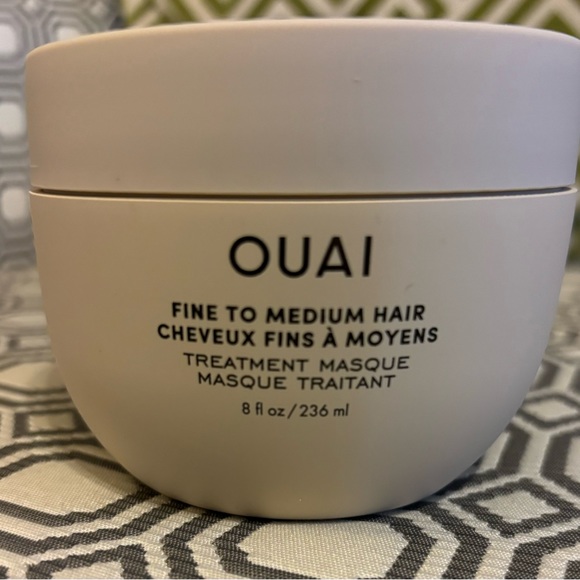 OUAI
FINE TO MEDIUM HAIR
CHEVEUX FINS À MOYENS
TREATMENT MASQUE
MASQUE TRAITANT
8 fl oz / 236 ml